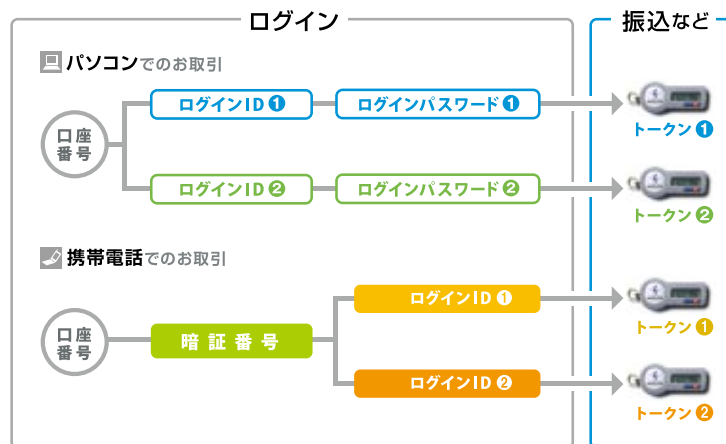 ログイン
振込など
パソコンでのお取引
口座
番号
ログインID❶
ログインパスワード❶
トークン❶
ログインID❷
ログインパスワード❷
トークン❷
携帯電話でのお取引
口座
番号
暗証番号
ログインID❶
トークン❶
ログインID❷
トークン❷